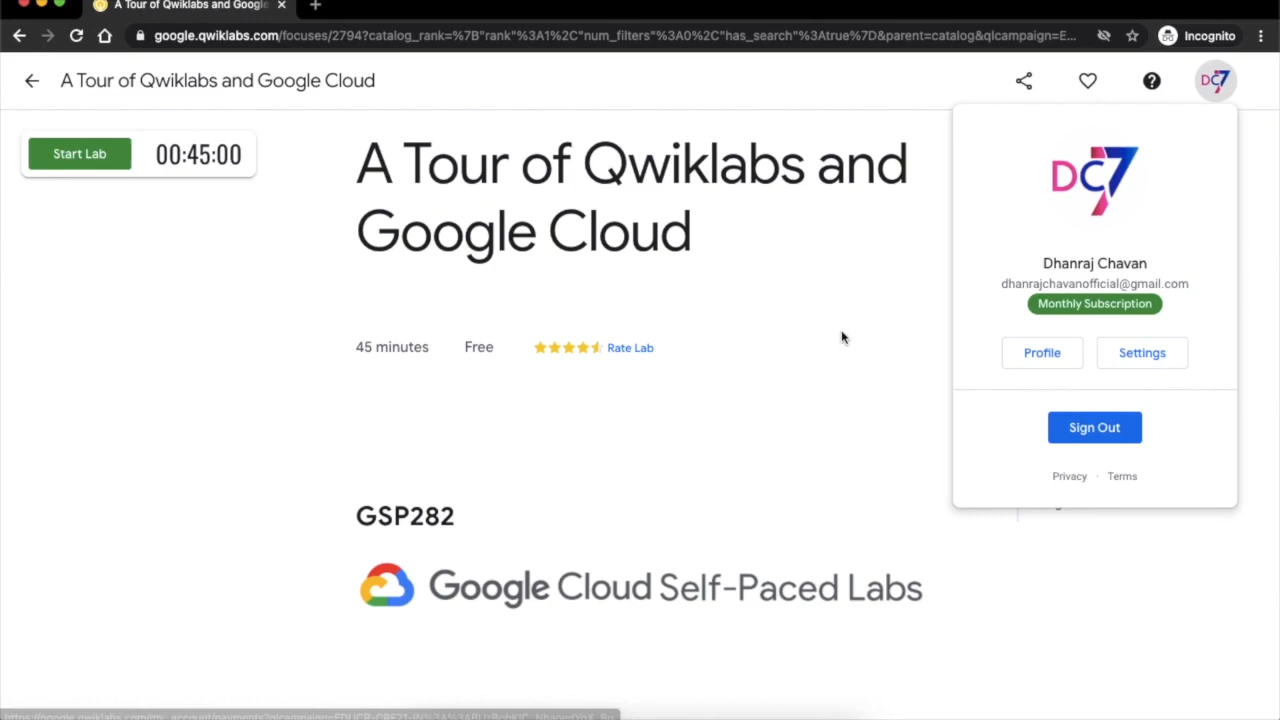 A Tour of Qwiklabs and Google
google.qwiklabs.com/focuses/2794?catalog_rank=%7B"rank"%3A1%2C"num_filters"%3A0%2C"has_search"%3Atrue%7D&parent=catalog&qlcampaign=E...
Incognito
A Tour of Qwiklabs and Google Cloud
DC7
Start Lab
00:45:00
A Tour of Qwiklabs and
Google Cloud
DC7
Dhanraj Chavan
dhanrajchavanofficial@gmail.com
Monthly Subscription
45 minutes
Free
Rate Lab
Profile
Settings
Sign Out
Privacy · Terms
GSP282
Google Cloud Self-Paced Labs